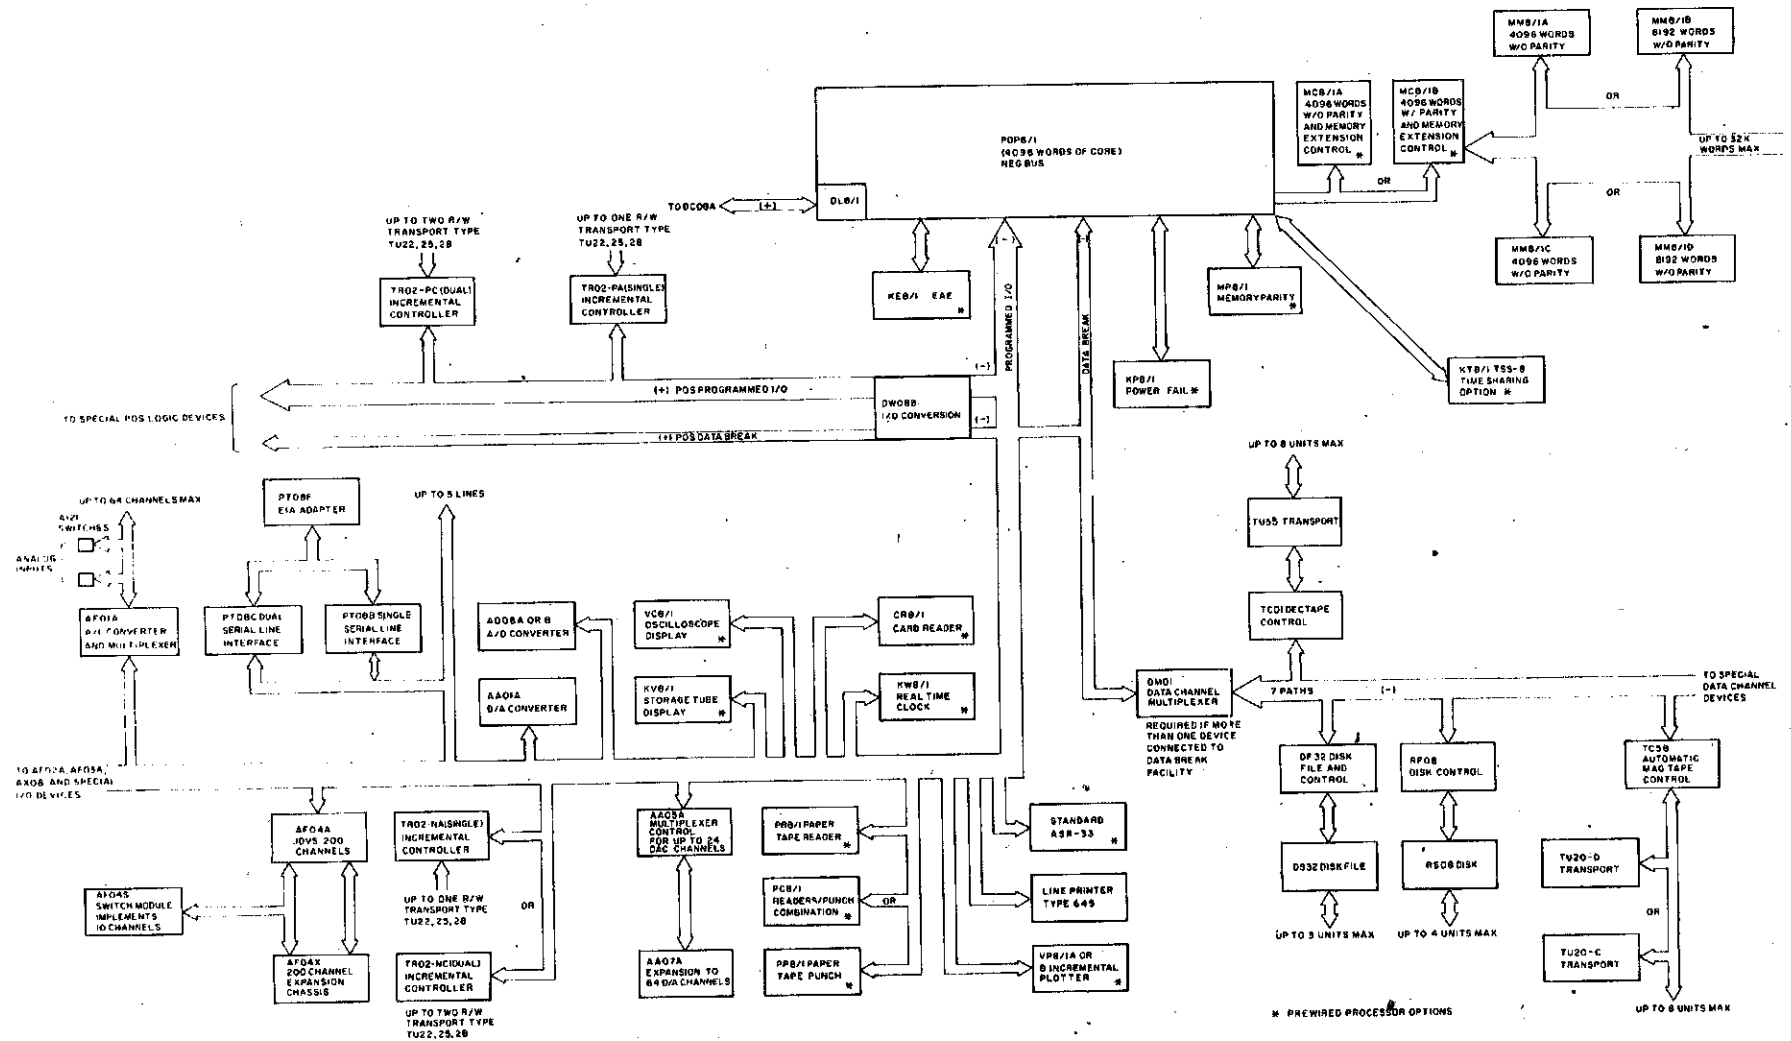 MM8/IA
4096 WORDS
W/O PARITY
MM8/IB
8192 WORDS
W/O PARITY
OR
UP TO 32K
WORDS MAX
OR
MM8/IC
4096 WORDS
W/O PARITY
MM8/ID
8192 WORDS
W/O PARITY
MC8/IA
4096 WORDS
W/O PARITY
AND MEMORY
EXTENSION
CONTROL *
MC8/IB
4096 WORDS
W/ PARITY
AND MEMORY
EXTENSION
CONTROL *
OR
PDP8/I
(4096 WORDS OF CORE)
NEG BUS
DL8/I
TO BC08A
(+)
UP TO TWO R/W
TRANSPORT TYPE
TU22, 25, 28
UP TO ONE R/W
TRANSPORT TYPE
TU22, 25, 28
TR02-PC (DUAL)
INCREMENTAL
CONTROLLER
TR02-PA (SINGLE)
INCREMENTAL
CONTROLLER
KE8/I EAE
*
(-)
PROGRAMMED I/O
(-)
DATA BREAK
MP8/I
MEMORY PARITY
*
KP8/I
POWER FAIL *
KT8/I TSS-8
TIME SHARING
OPTION *
(-)
(+) POS PROGRAMMED I/O
TO SPECIAL POS LOGIC DEVICES
DW08B
I/O CONVERSION
(-)
(+) POS DATA BREAK
UP TO 64 CHANNELS MAX
A121
SWITCHES
ANALOG
INPUTS
PT08F
EIA ADAPTER
UP TO 5 LINES
AF01A
A/D CONVERTER
AND MULTIPLEXER
PT08C DUAL
SERIAL LINE
INTERFACE
PT08B SINGLE
SERIAL LINE
INTERFACE
AD08A OR B
A/D CONVERTER
AA01A
D/A CONVERTER
VC8/I
OSCILLOSCOPE
DISPLAY *
KV8/I
STORAGE TUBE
DISPLAY *
CR8/I
CARD READER
*
KW8/I
REAL TIME
CLOCK *
UP TO 8 UNITS MAX
TU55 TRANSPORT
TC01 DECTAPE
CONTROL
DM01
DATA CHANNEL
MULTIPLEXER
7 PATHS
(-)
TO SPECIAL
DATA CHANNEL
DEVICES
REQUIRED IF MORE
THAN ONE DEVICE
CONNECTED TO
DATA BREAK
FACILITY
DF32 DISK
FILE AND
CONTROL
RF08
DISK CONTROL
TC58
AUTOMATIC
MAG TAPE
CONTROL
TO AF02A, AF03A,
AX08 AND SPECIAL
I/O DEVICES
AF04A
IDVS 200
CHANNELS
TR02-NA (SINGLE)
INCREMENTAL
CONTROLLER
AA05A
MULTIPLEXER
CONTROL
FOR UP TO 24
DAC CHANNELS
PR8/I PAPER
TAPE READER
*
STANDARD
ASR-33
*
AF04S
SWITCH MODULE
IMPLEMENTS
10 CHANNELS
UP TO ONE R/W
TRANSPORT TYPE
TU22, 25, 28
OR
PC8/I
READERS/PUNCH
COMBINATION *
OR
LINE PRINTER
TYPE 645
DS32 DISK FILE
RS08 DISK
TU20-D
TRANSPORT
OR
UP TO 3 UNITS MAX
UP TO 4 UNITS MAX
AF04X
200 CHANNEL
EXPANSION
CHASSIS
TR02-NC (DUAL)
INCREMENTAL
CONTROLLER
AA07A
EXPANSION TO
64 D/A CHANNELS
PP8/I PAPER
TAPE PUNCH
*
VP8/IA OR
B INCREMENTAL
PLOTTER *
TU20-C
TRANSPORT
UP TO TWO R/W
TRANSPORT TYPE
TU22, 25, 28
* PREWIRED PROCESSOR OPTIONS
UP TO 8 UNITS MAX